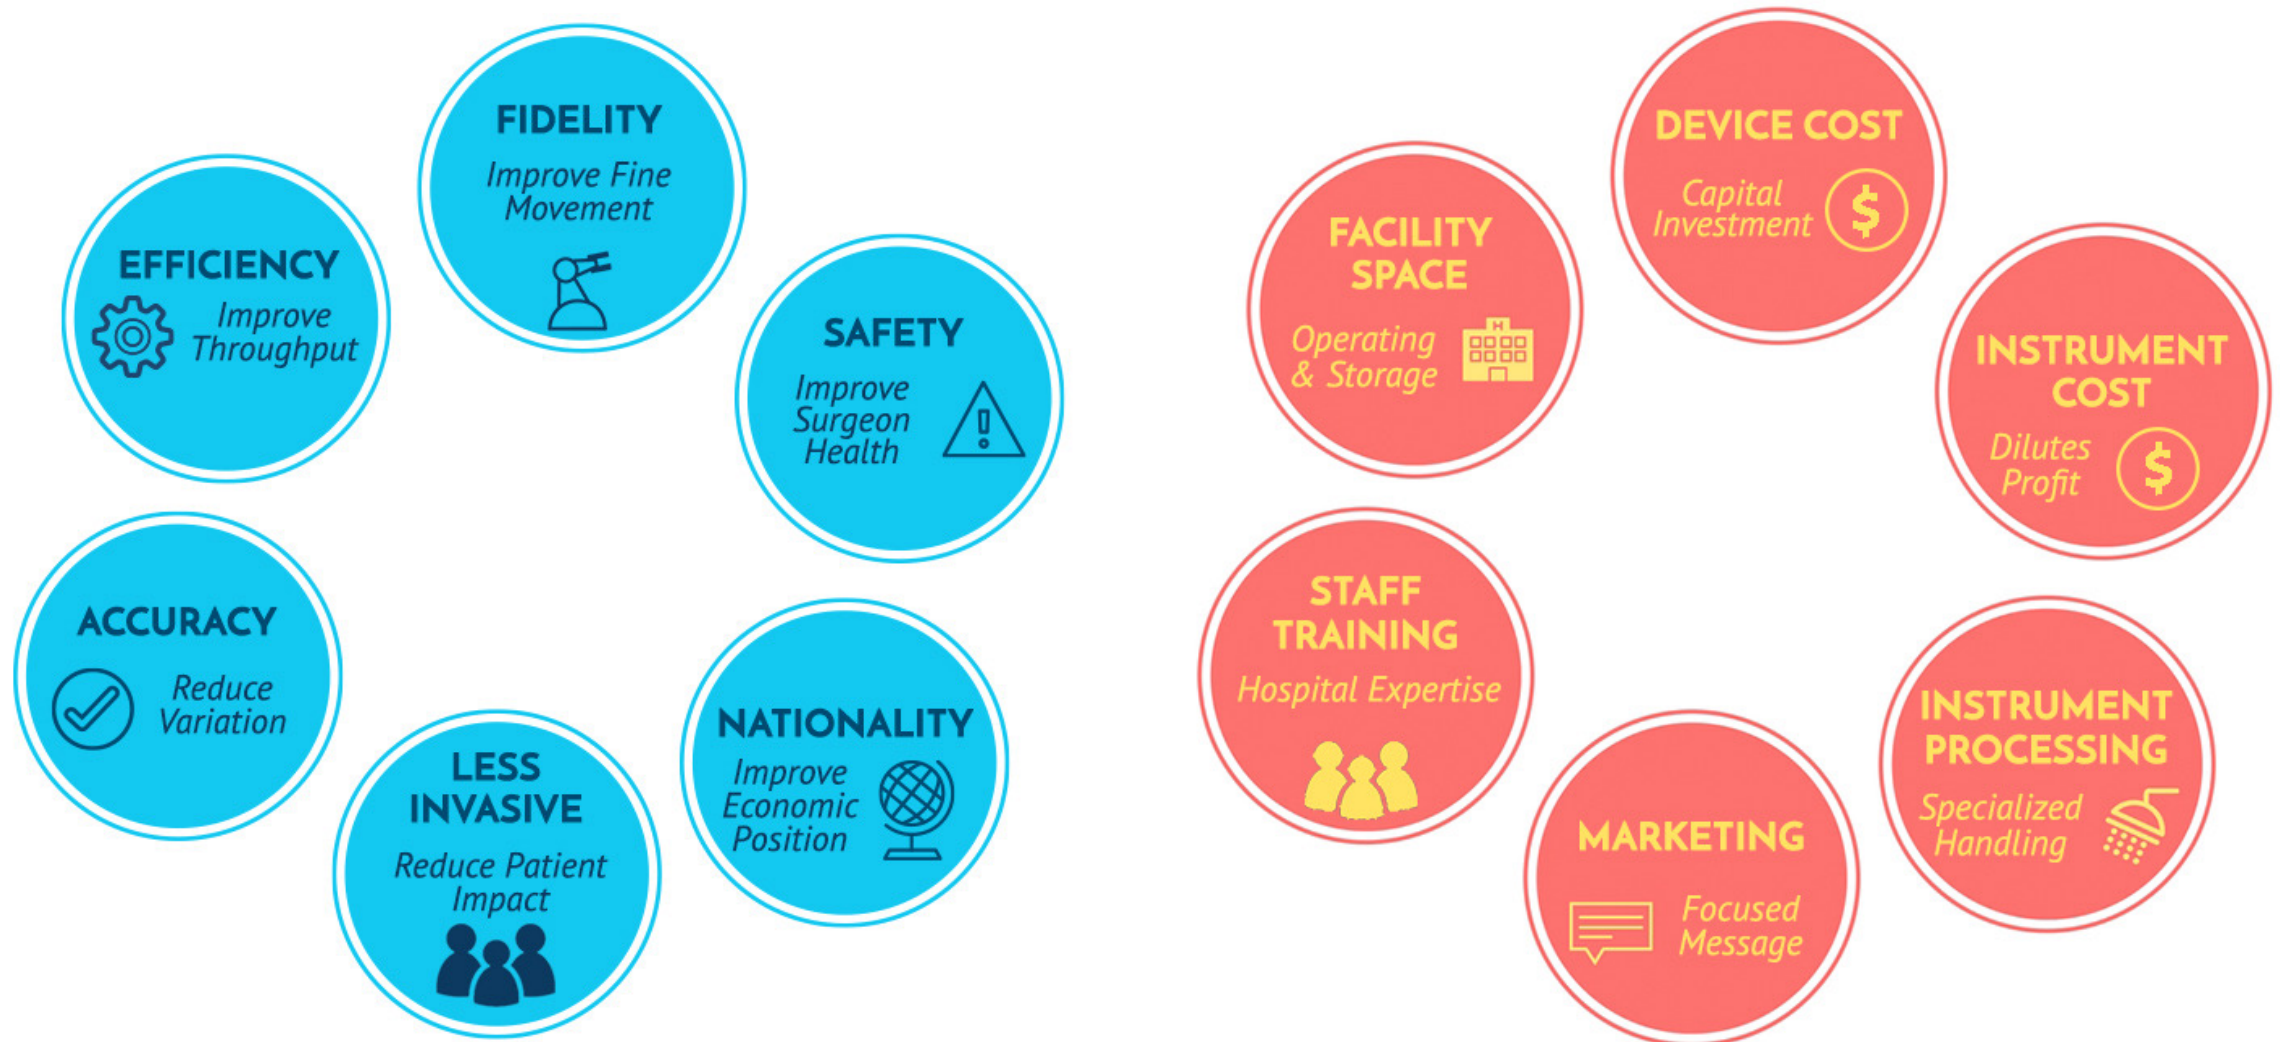 FIDELITY
Improve Fine
Movement
EFFICIENCY
Improve
Throughput
SAFETY
Improve
Surgeon
Health
ACCURACY
Reduce
Variation
LESS
INVASIVE
Reduce Patient
Impact
NATIONALITY
Improve
Economic
Position
DEVICE COST
Capital
Investment
$
FACILITY
SPACE
Operating
& Storage
H
INSTRUMENT
COST
Dilutes
Profit
$
STAFF
TRAINING
Hospital Expertise
INSTRUMENT
PROCESSING
Specialized
Handling
MARKETING
Focused
Message